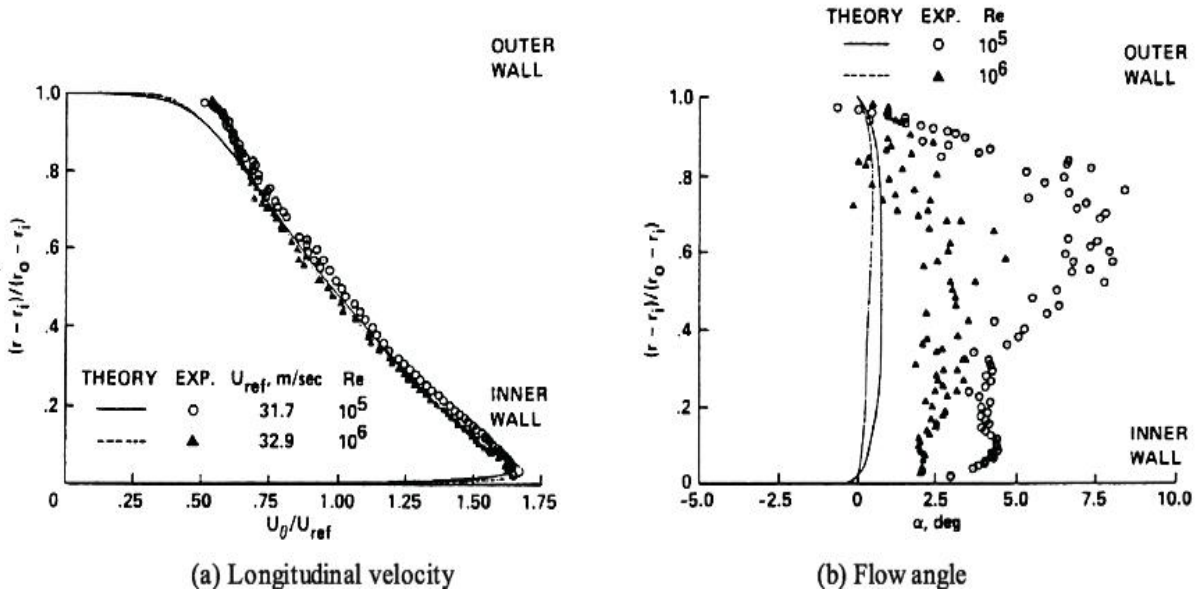 OUTER
WALL
(r – r_i)/(r_o – r_i)
1.0
.8
.6
.4
.2
0
THEORY EXP. U_ref, m/sec Re
31.7 10^5
32.9 10^6
INNER
WALL
0 .25 .50 .75 1.00 1.25 1.50 1.75
U_θ/U_ref
(a) Longitudinal velocity
THEORY EXP. Re
10^5
10^6
OUTER
WALL
(r – r_i)/(r_o – r_i)
1.0
.8
.6
.4
.2
0
INNER
WALL
-5.0 -2.5 0 2.5 5.0 7.5 10.0
α, deg
(b) Flow angle